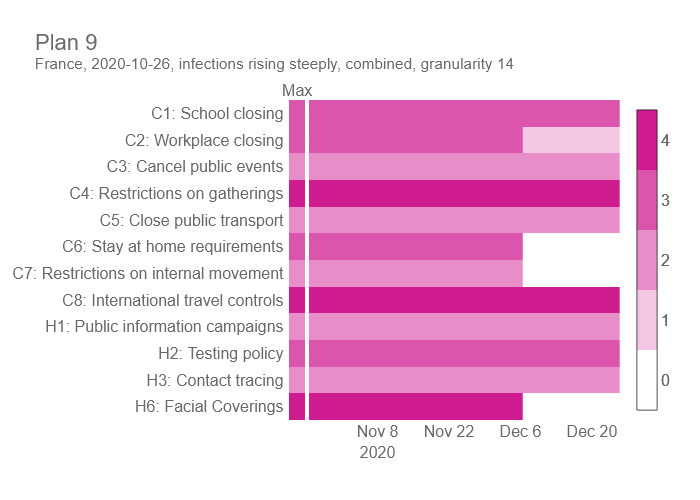 Plan 9
France, 2020-10-26, infections rising steeply, combined, granularity 14
Max
C1: School closing
C2: Workplace closing
C3: Cancel public events
C4: Restrictions on gatherings
C5: Close public transport
C6: Stay at home requirements
C7: Restrictions on internal movement
C8: International travel controls
H1: Public information campaigns
H2: Testing policy
H3: Contact tracing
H6: Facial Coverings
Nov 8 Nov 22 Dec 6 Dec 20
2020
4
3
2
1
0